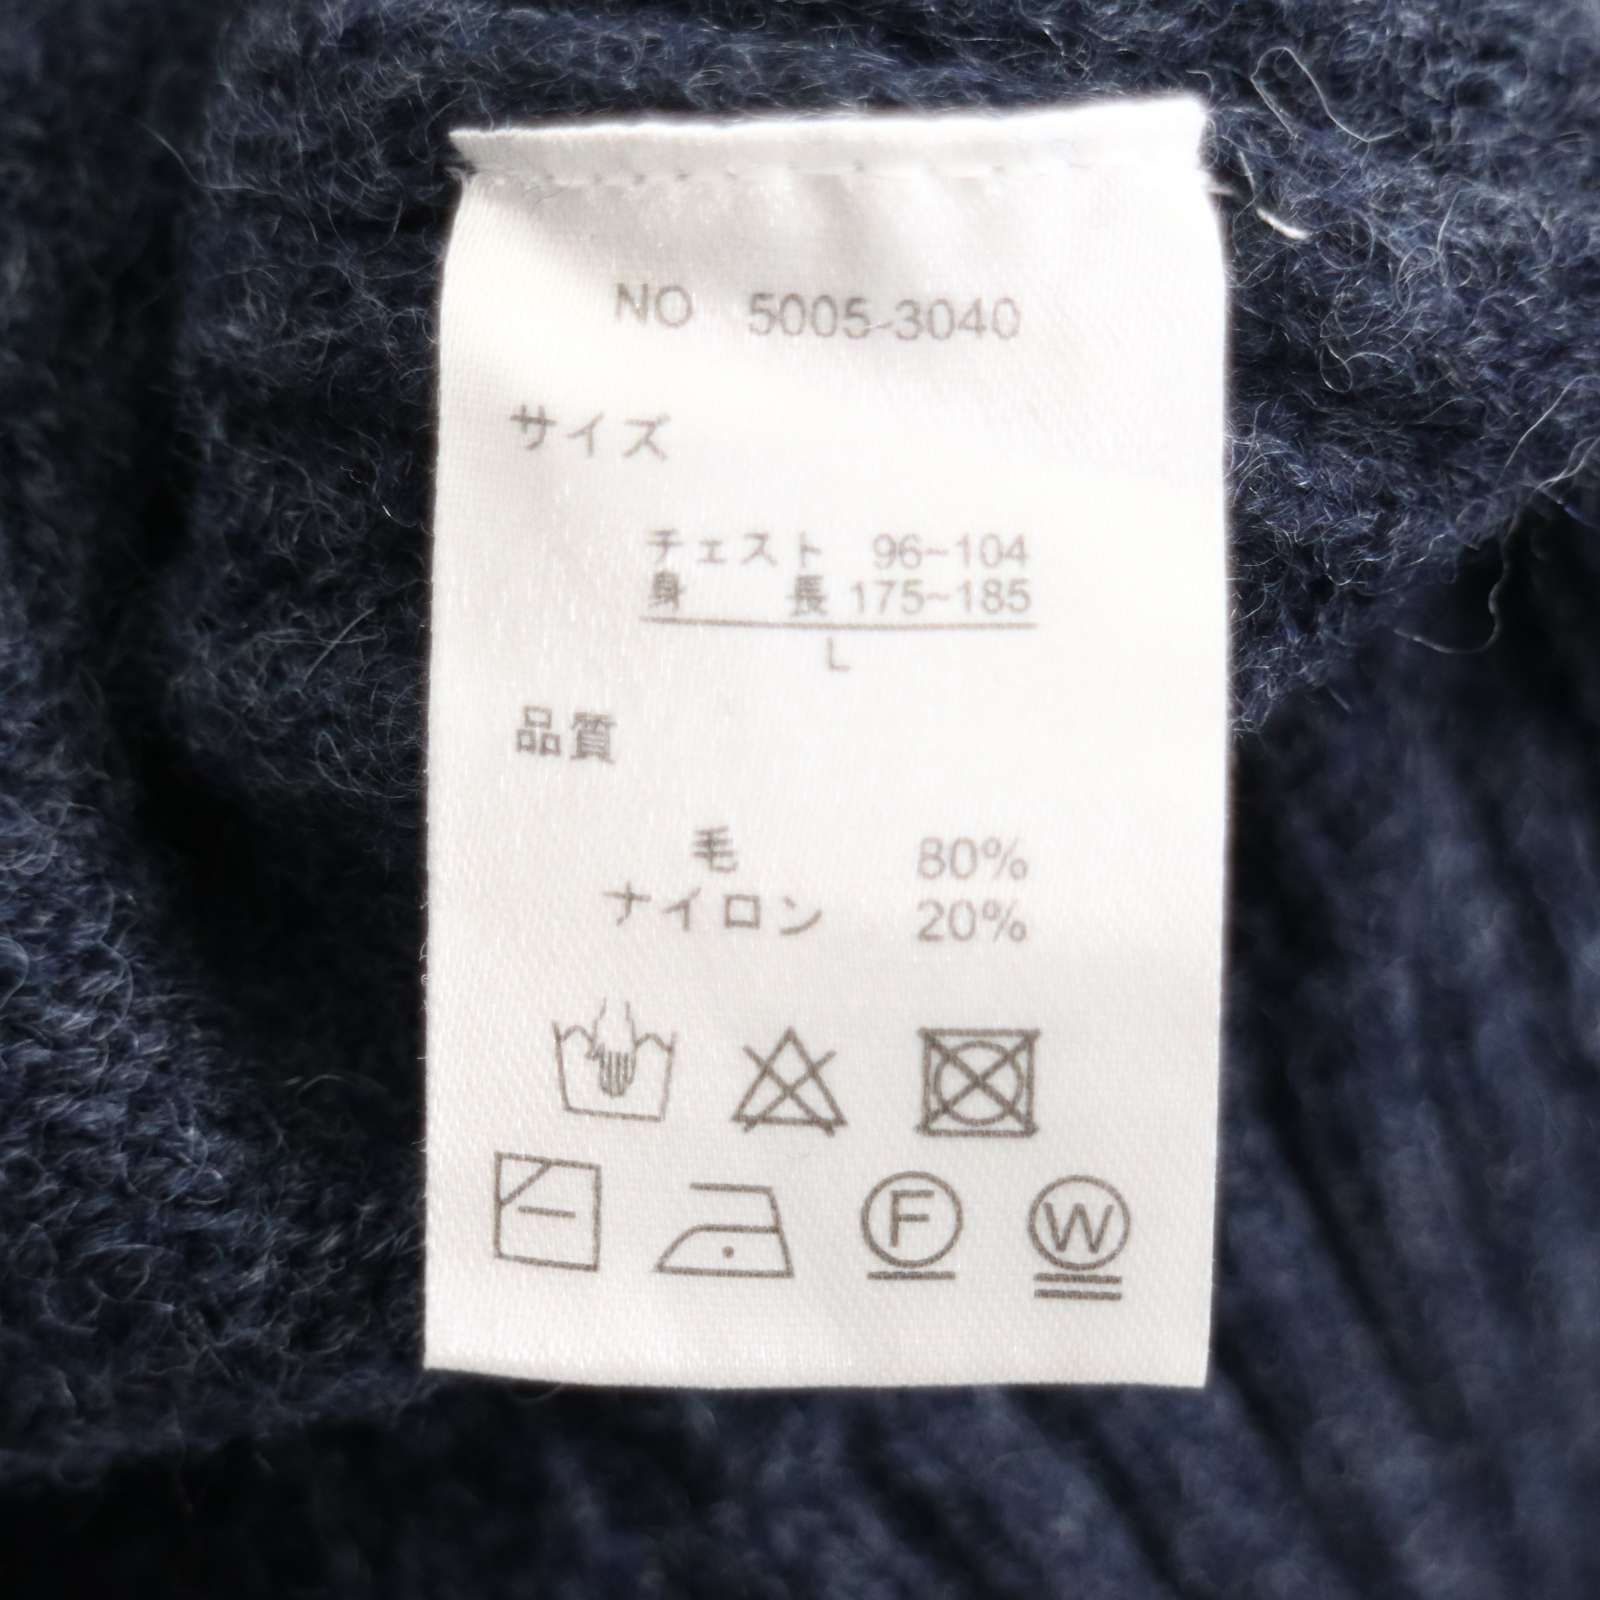 NO 5005-3040
サイズ
チェスト 96-104
身 長 175-185
L
品質
毛 80%
ナイロン 20%
F W